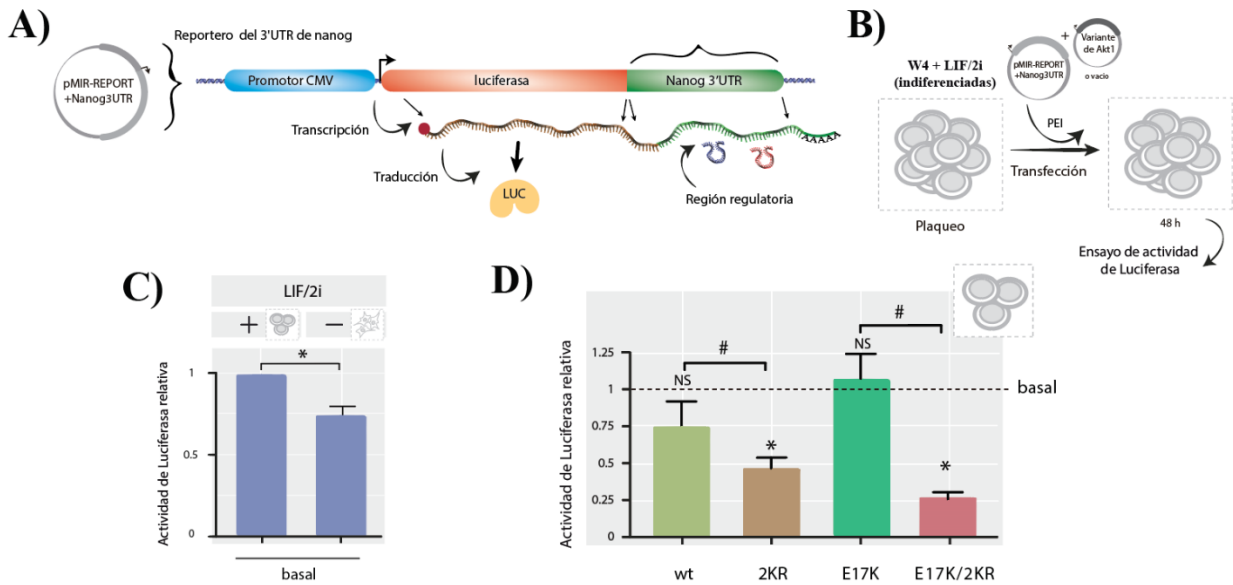 A)
Reportero del 3'UTR de nanog
pMIR-REPORT
+Nanog3UTR
Promotor CMV
luciferasa
Nanog 3'UTR
Transcripción
AAAAA
Traducción
LUC
Región regulatoria
B)
W4 + LIF/2i
(indiferenciadas)
pMIR-REPORT
+Nanog3UTR
+
Variante
de Akt1
o vacio
PEI
Transfección
Plaqueo
48 h
Ensayo de actividad
de Luciferasa
C)
LIF/2i
+
−
*
Actividad de Luciferasa relativa
1
0.5
0
basal
D)
Actividad de Luciferasa relativa
1.25
1
0.75
0.5
0.25
0
#
#
NS
*
NS
*
basal
wt
2KR
E17K
E17K/2KR